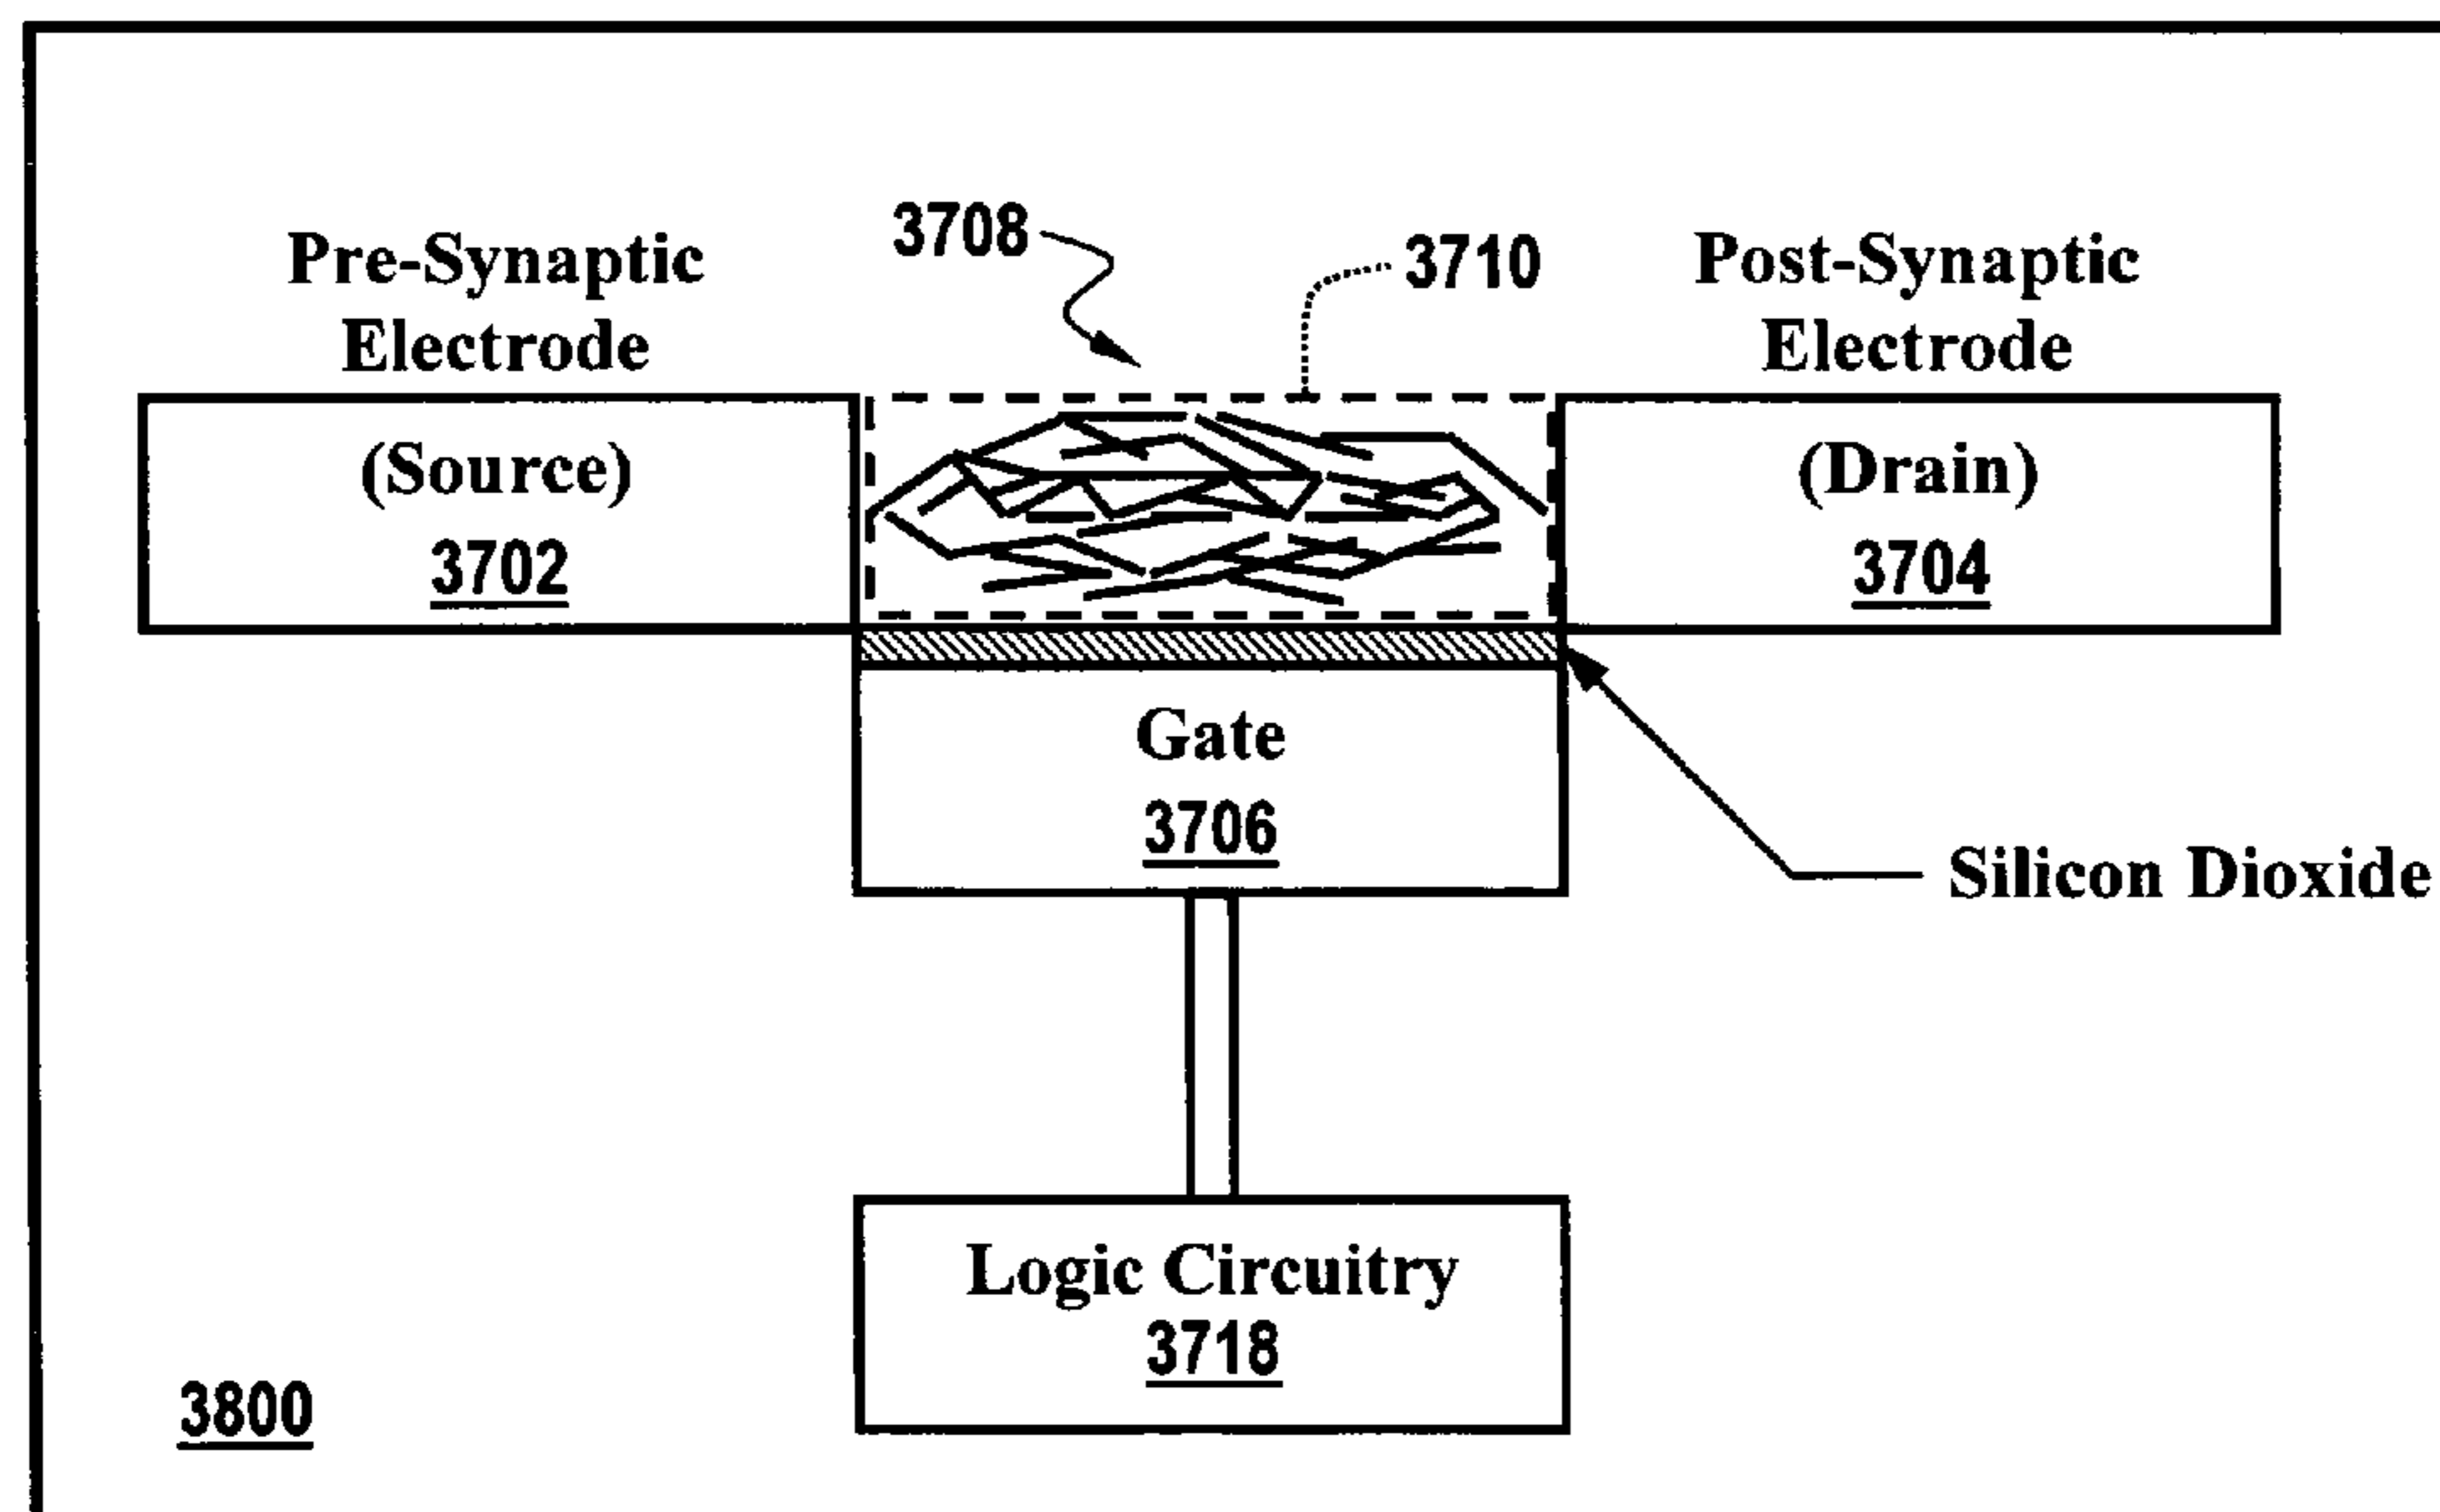 3708
3710
Pre-Synaptic
Electrode
Post-Synaptic
Electrode
(Source)
3702
(Drain)
3704
Gate
3706
Silicon Dioxide
Logic Circuitry
3718
3800